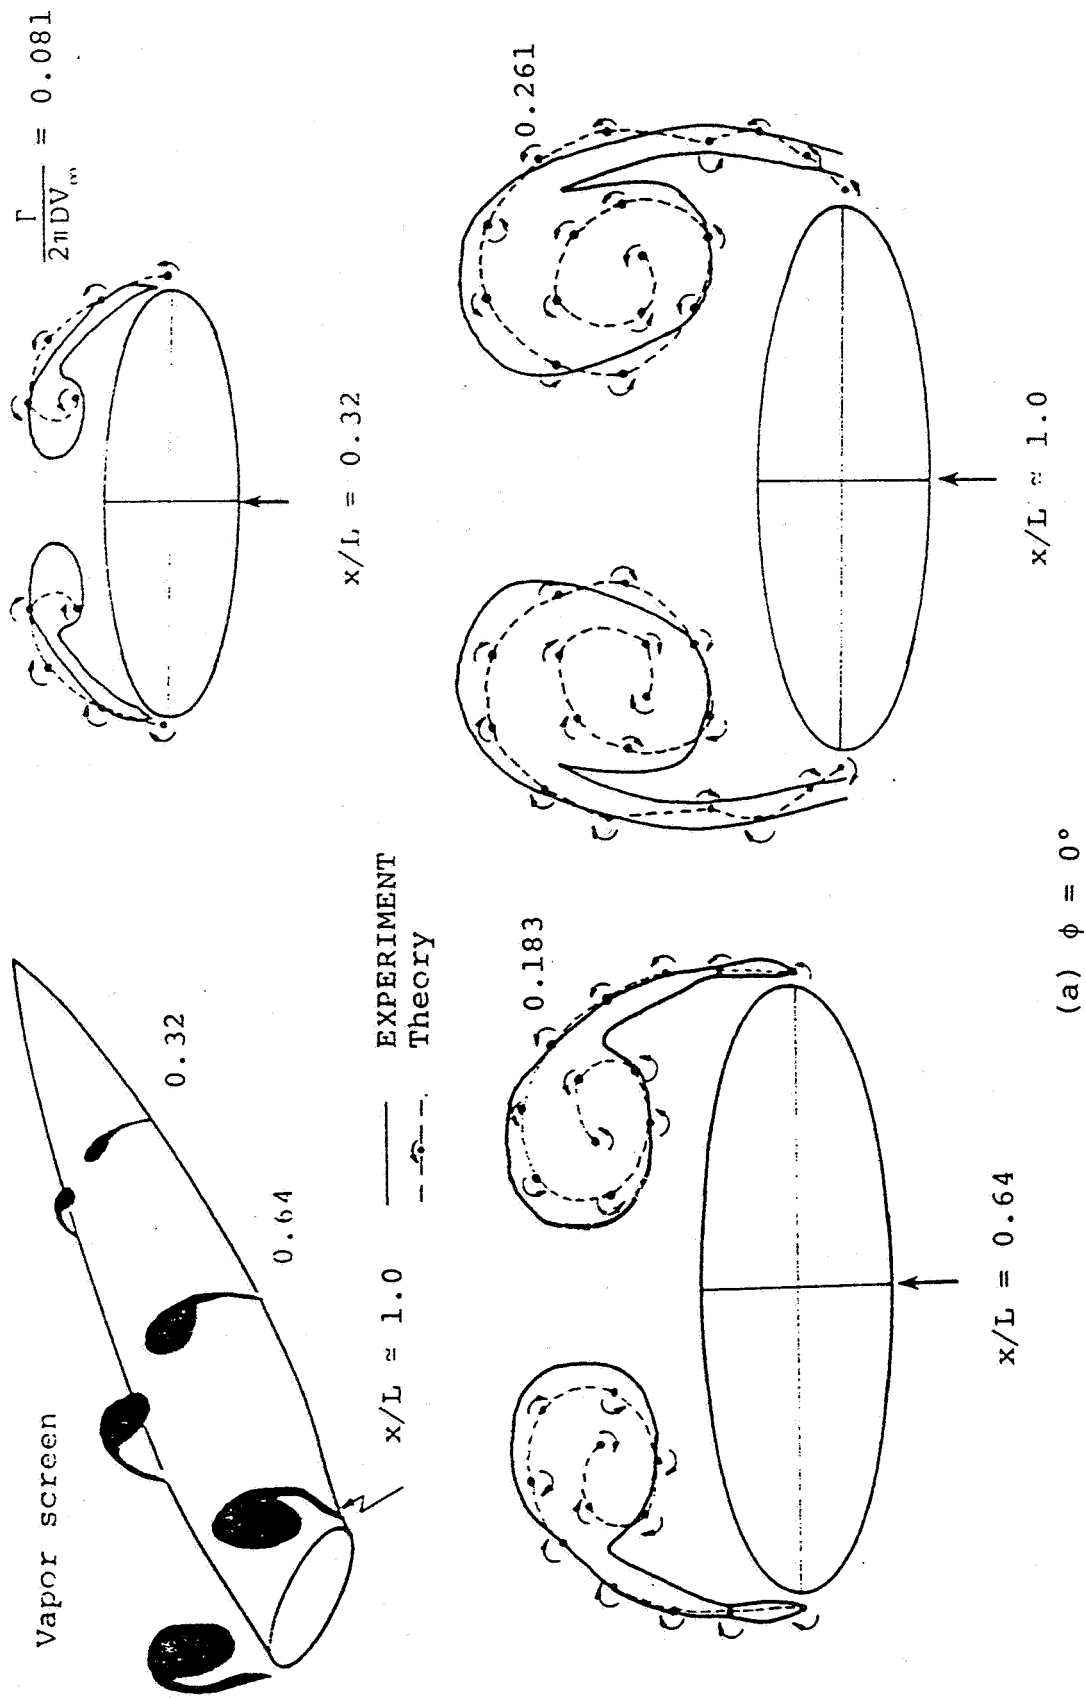 Vapor screen
0.32
0.64
x/L ≃ 1.0
EXPERIMENT
Theory
Γ
2πDV∞
= 0.081
x/L = 0.32
0.183
x/L = 0.64
0.261
x/L ≃ 1.0
(a) φ = 0°